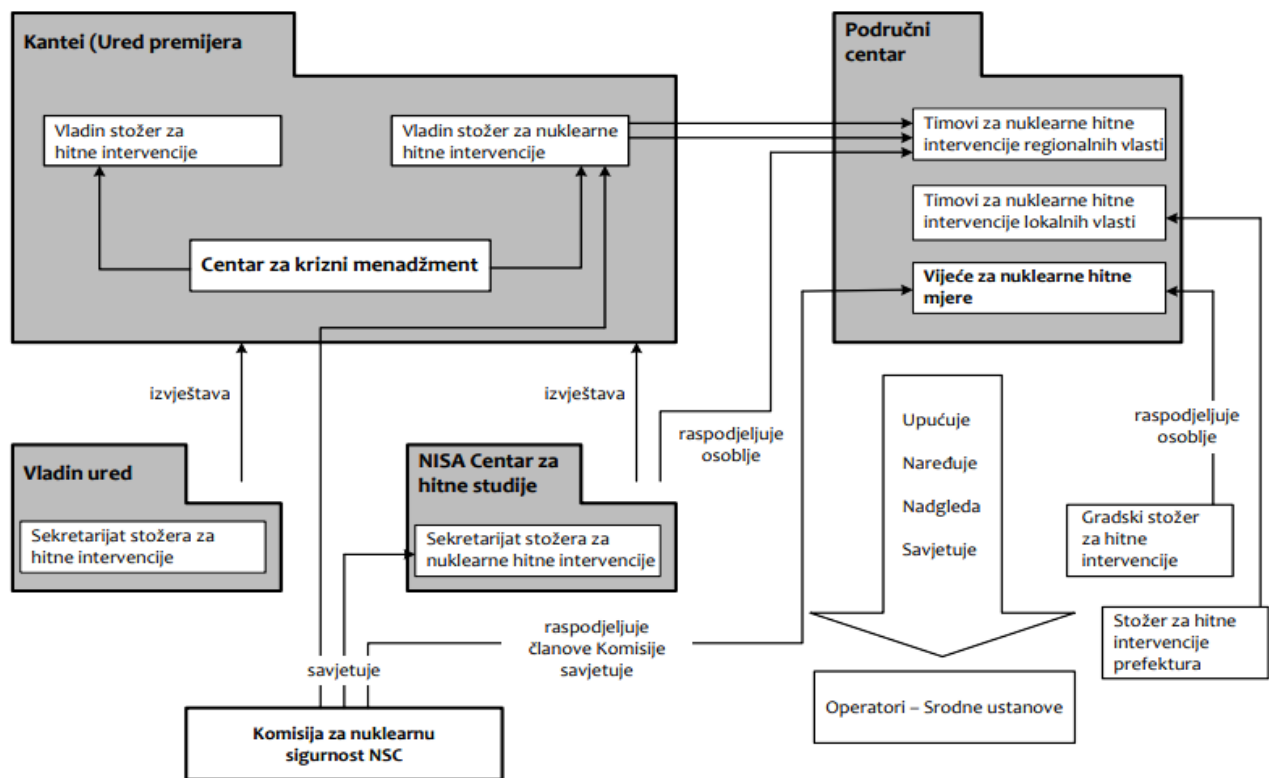 Kantei (Ured premijera
Vladin stožer za
hitne intervencije
Vladin stožer za nuklearne
hitne intervencije
Centar za krizni menadžment
Područni
centar
Timovi za nuklearne hitne
intervencije regionalnih vlasti
Timovi za nuklearne hitne
intervencije lokalnih vlasti
Vijeće za nuklearne hitne
mjere
izvještava
izvještava
raspodjeljuje
osoblje
raspodjeljuje
osoblje
Vladin ured
Sekretarijat stožera za
hitne intervencije
NISA Centar za
hitne studije
Sekretarijat stožera za
nuklearne hitne intervencije
Upućuje
Naređuje
Nadgleda
Savjetuje
Gradski stožer
za hitne
intervencije
Stožer za hitne
intervencije
prefektura
savjetuje
raspodjeljuje
članove Komisije
savjetuje
Operatori – Srodne ustanove
Komisija za nuklearnu
sigurnost NSC